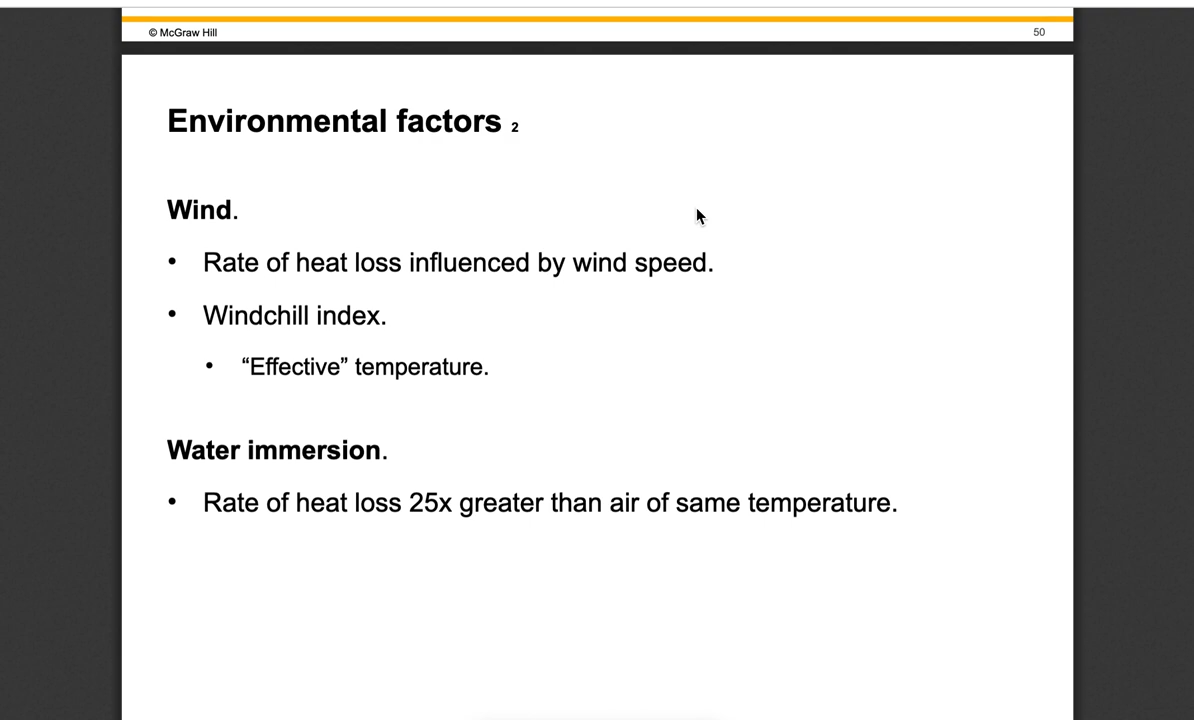 © McGraw Hill 50
Environmental factors 2
Wind.
• Rate of heat loss influenced by wind speed.
• Windchill index.
• “Effective” temperature.
Water immersion.
• Rate of heat loss 25x greater than air of same temperature.